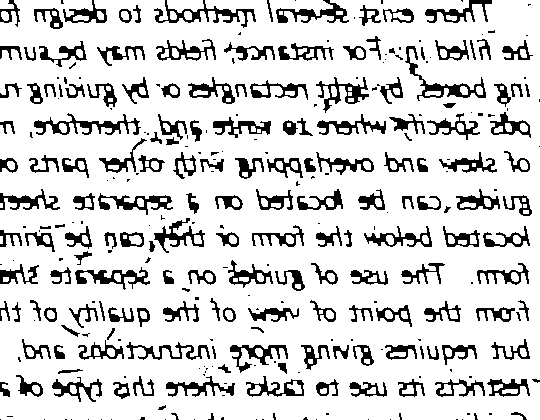 There exist several methods to design fo
be filled in. For instance, fields may be surr
ing boxes, by light rectangles or by guiding ru
ods specify where to write and, therefore, m
of skew and overlapping with other parts o
guides can be located on a separate sheet
located below the form or they can be print
form. The use of guides on a separate she
from the point of view of the quality of th
but requires giving more instructions and,
restricts its use to tasks where this type of a